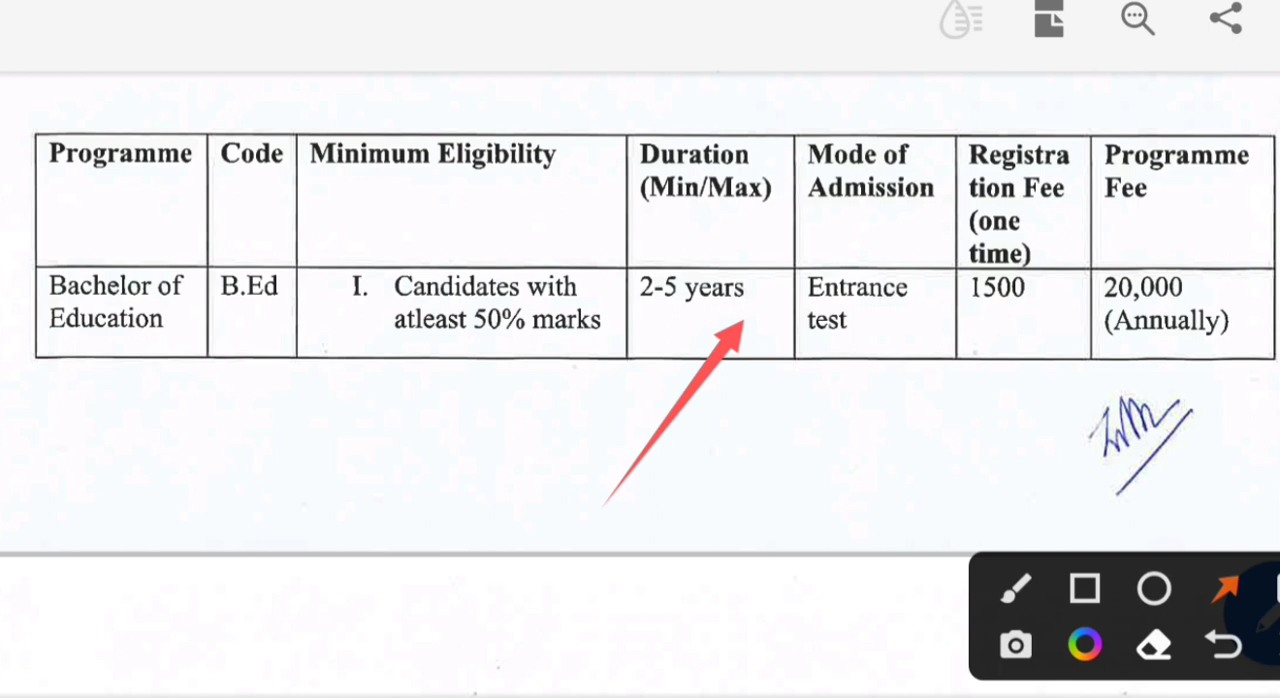 Programme Code Minimum Eligibility Duration (Min/Max) Mode of Admission Registra tion Fee (one time) Programme Fee
Bachelor of Education B.Ed I. Candidates with atleast 50% marks 2-5 years Entrance test 1500 20,000 (Annually)